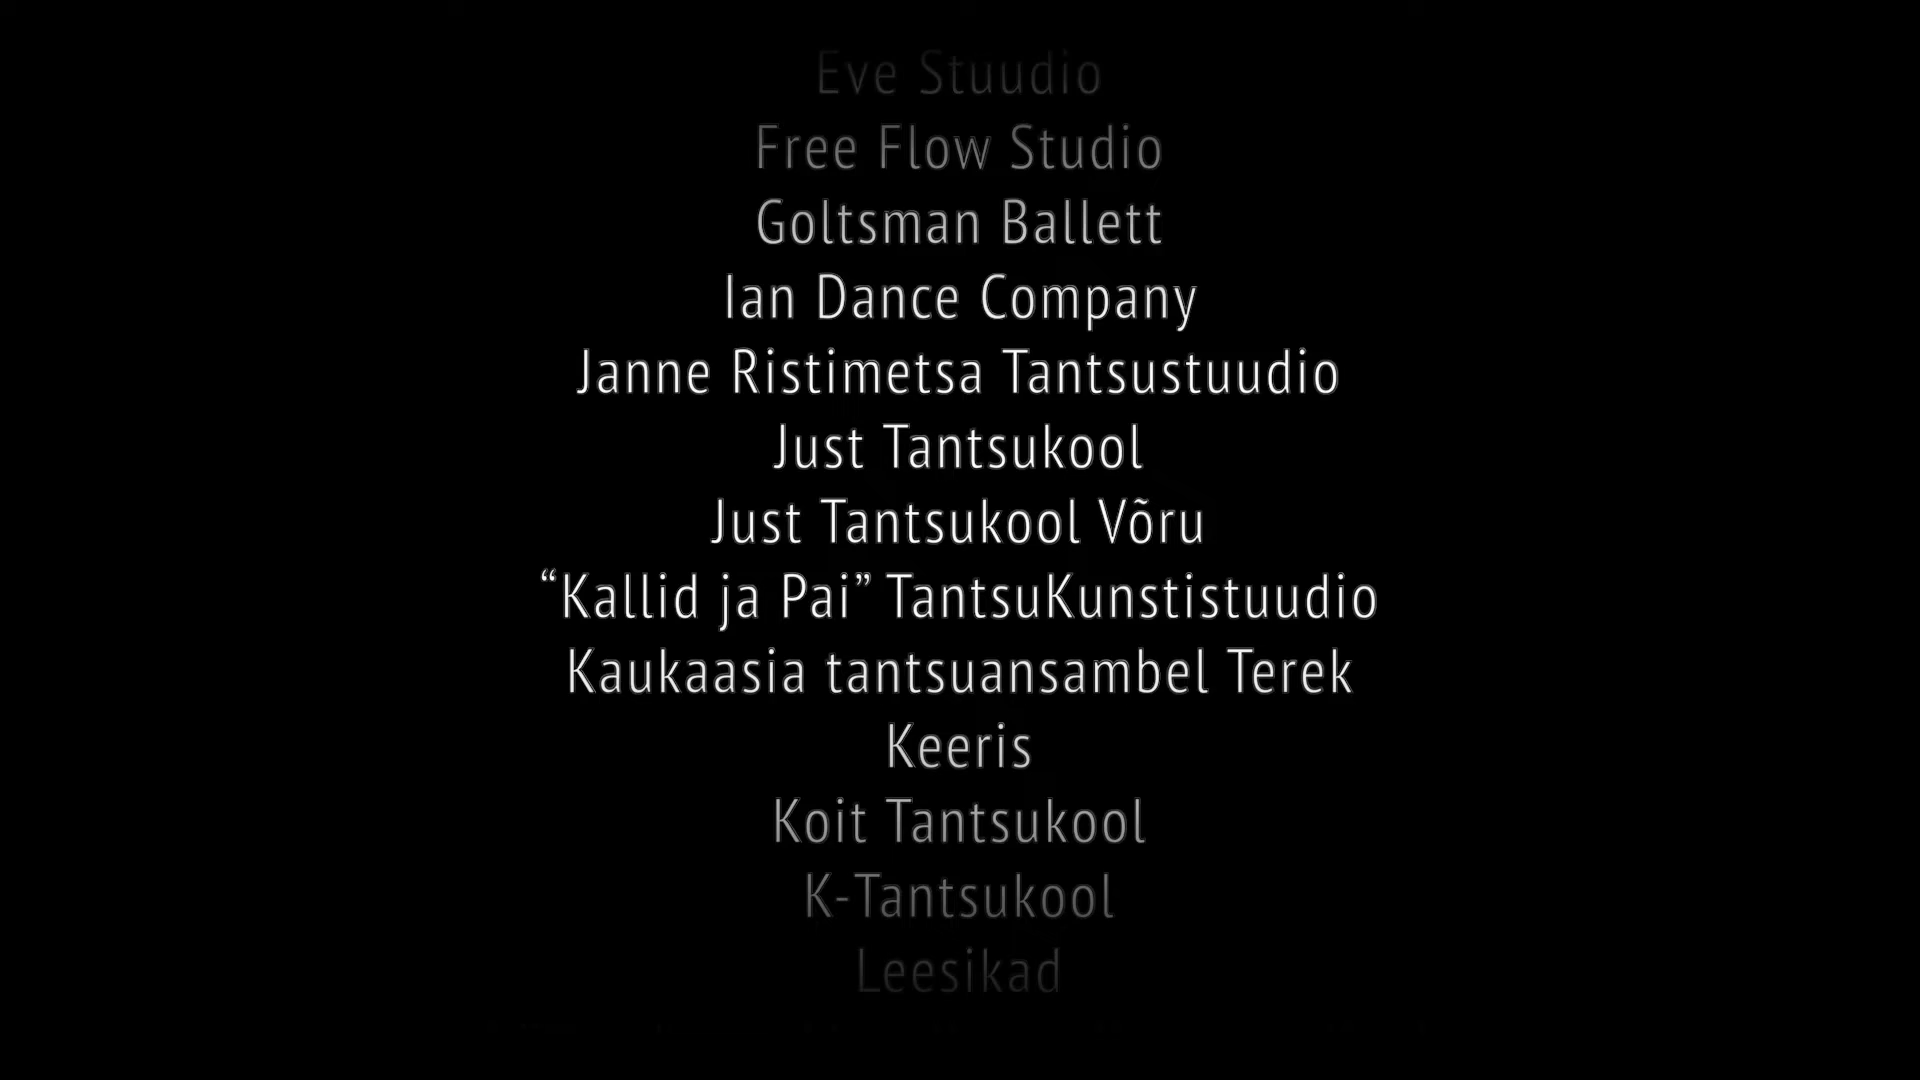 Eve Stuudio
Free Flow Studio
Goltsman Ballett
Ian Dance Company
Janne Ristimetsa Tantsustuudio
Just Tantsukool
Just Tantsukool Võru
“Kallid ja Pai” TantsuKunstistuudio
Kaukaasia tantsuansambel Terek
Keeris
Koit Tantsukool
K-Tantsukool
Leesikad